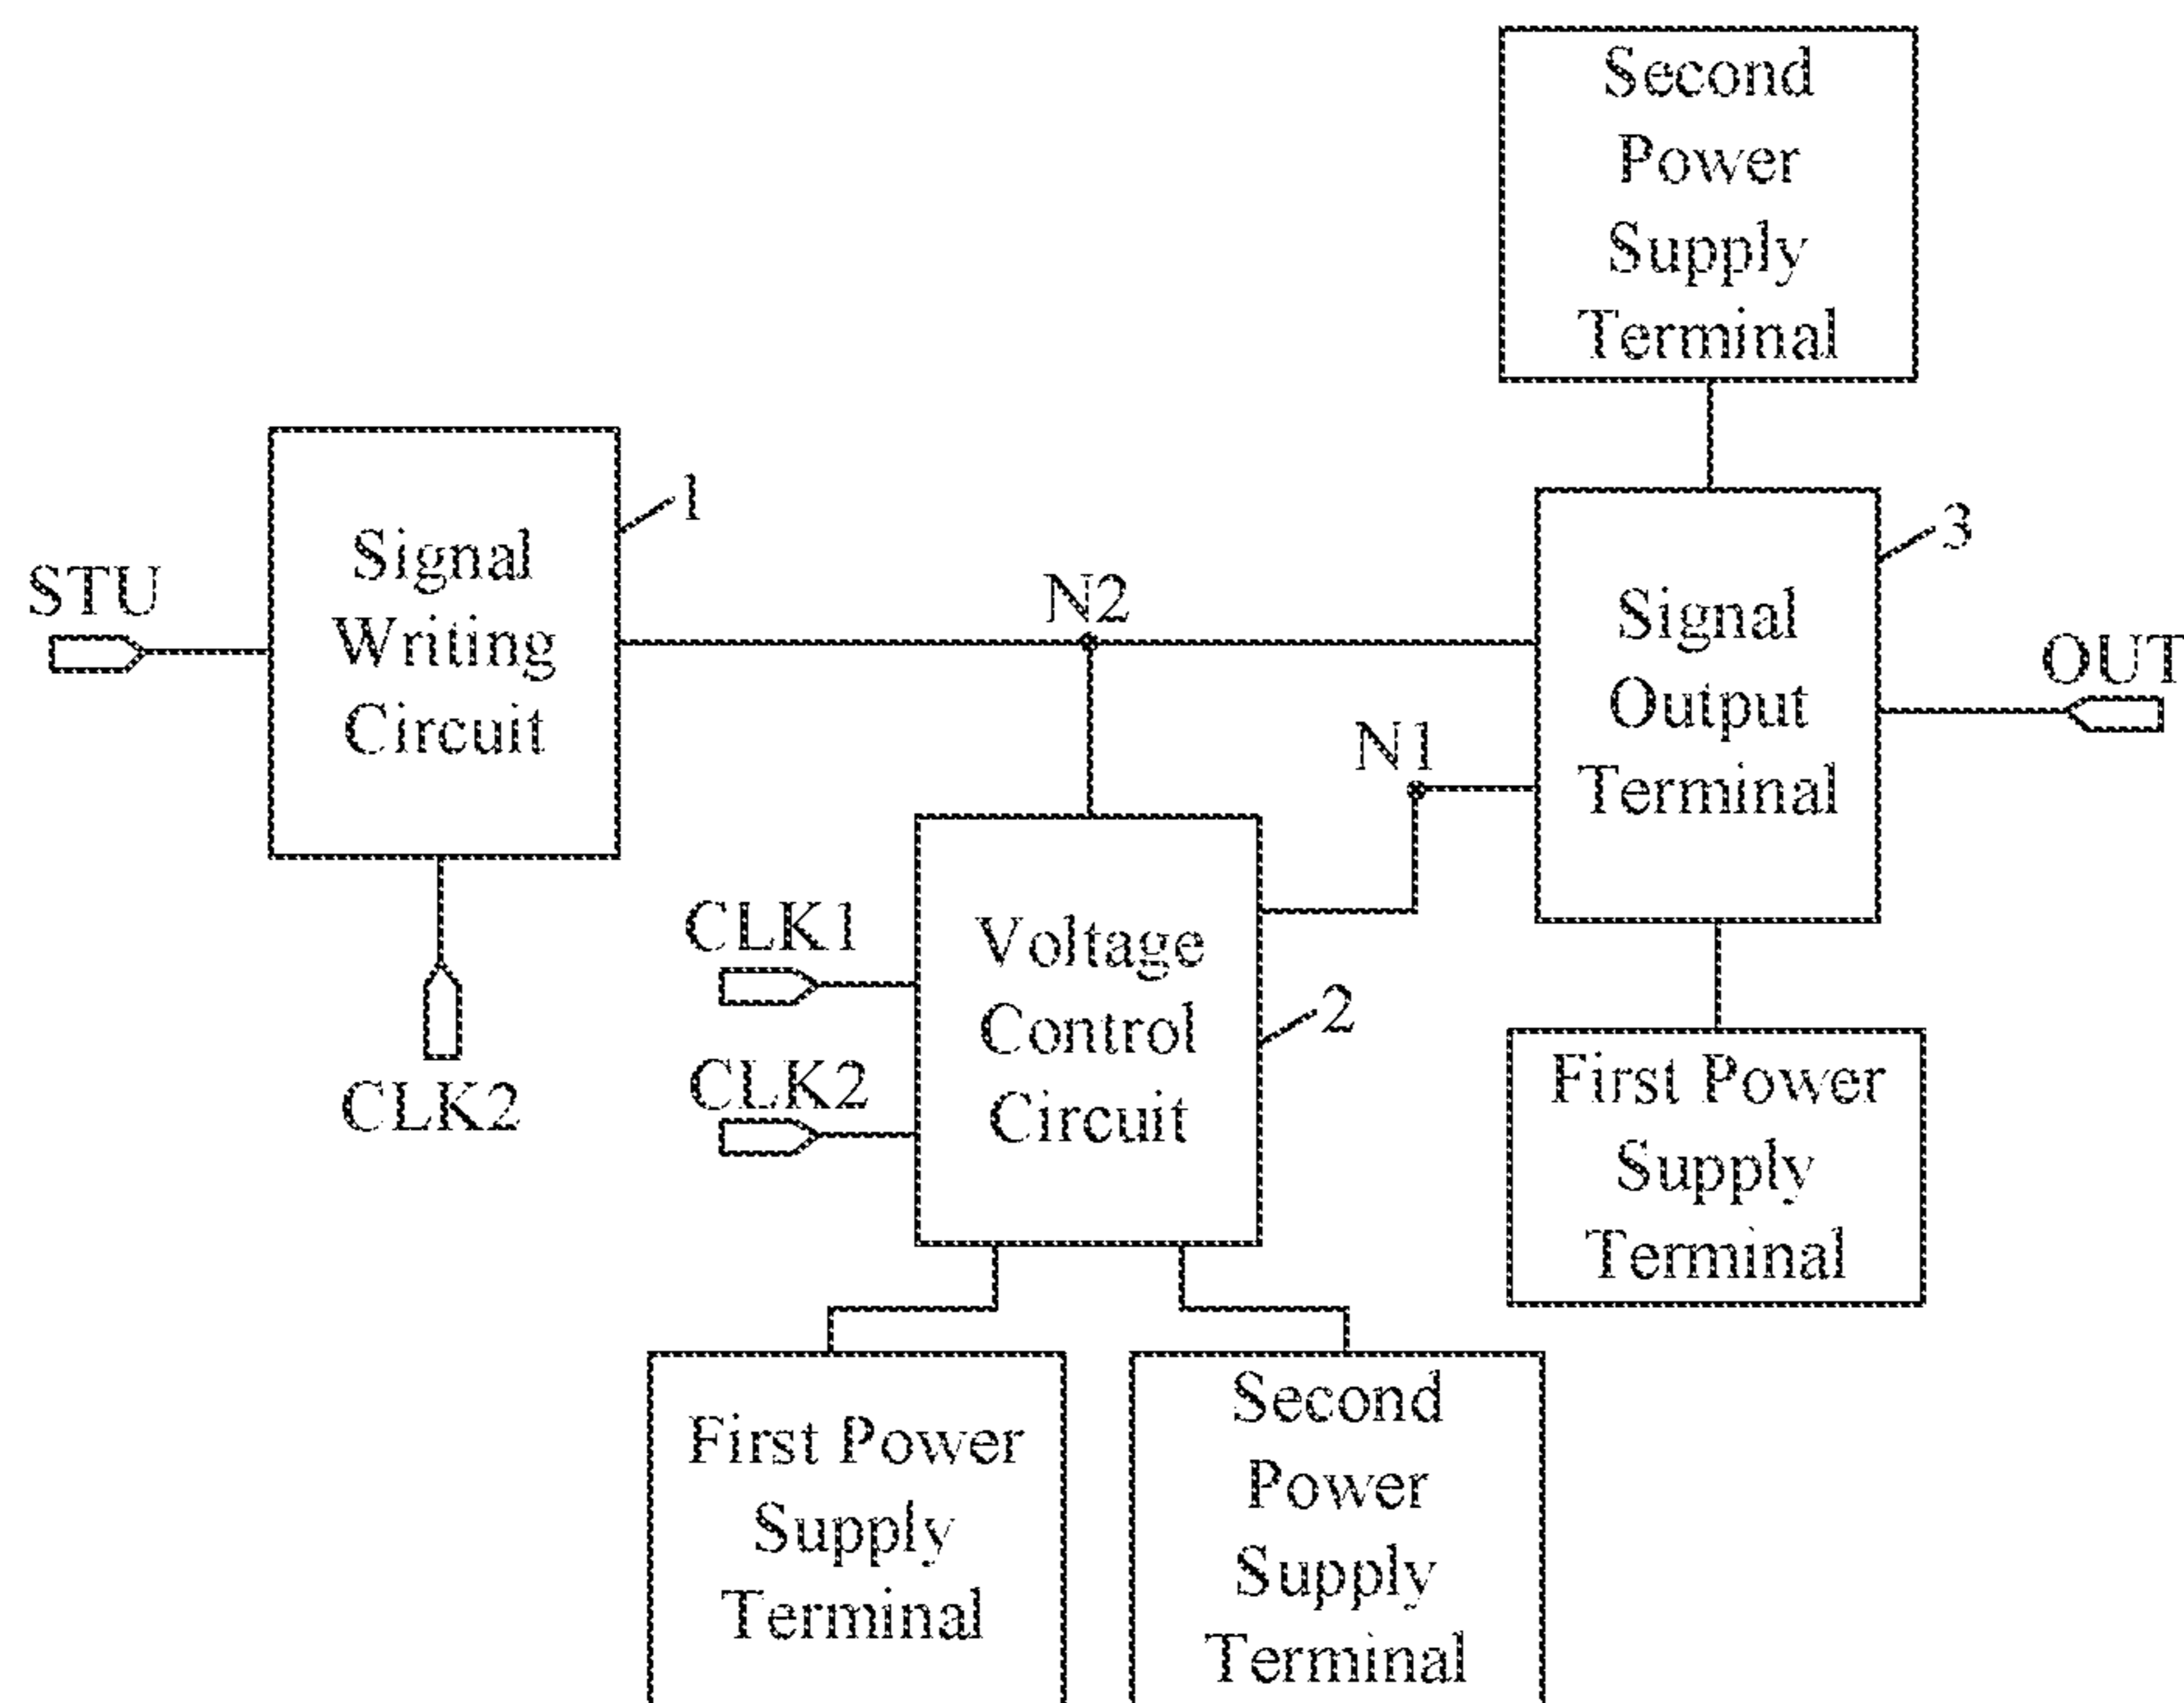 Second
Power
Supply
Terminal
1
Signal
Writing
Circuit
STU
CLK2
N2
3
Signal
Output
Terminal
OUT
N1
CLK1
CLK2
Voltage
Control
Circuit
2
First Power
Supply
Terminal
First Power
Supply
Terminal
Second
Power
Supply
Terminal